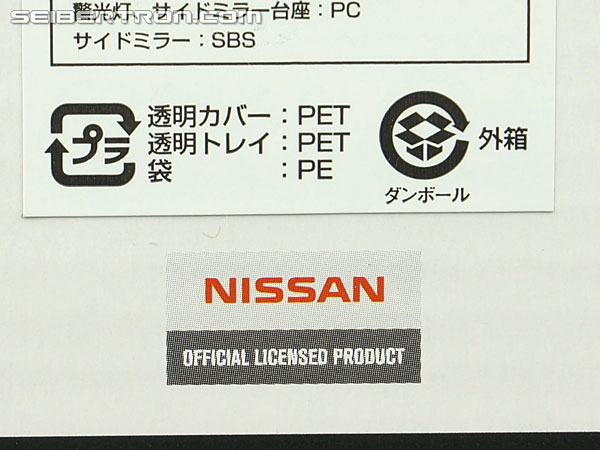 SEIBERTRON.COM
警光灯、サイドミラー台座：PC
サイドミラー：SBS
プラ
透明カバー：PET
透明トレイ：PET
袋：PE
外箱
ダンボール
NISSAN
OFFICIAL LICENSED PRODUCT